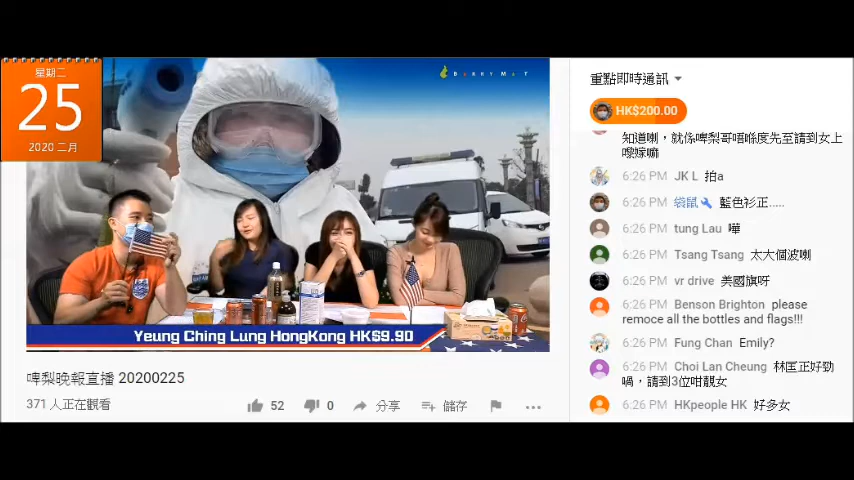 星期二
25
2020 二月
BARRYMAT
Yeung Ching Lung HongKong HK$9.90
啤梨晚報直播 20200225
371 人正在觀看
52
0
分享
儲存
重點即時通訊
HK$200.00
知道喇，就係啤梨哥唔喺度先至請到女上
嚟嫁嘛
6:26 PM JK L 拍a
6:26 PM 袋鼠 藍色衫正.....
6:26 PM tung Lau 嘩
6:26 PM Tsang Tsang 太大個波喇
6:26 PM vr drive 美國旗呀
6:26 PM Benson Brighton please
remoce all the bottles and flags!!!
6:26 PM Fung Chan Emily?
6:26 PM Choi Lan Cheung 林匡正好勁
喎，請到3位咁靚女
6:26 PM HKpeople HK 好多女